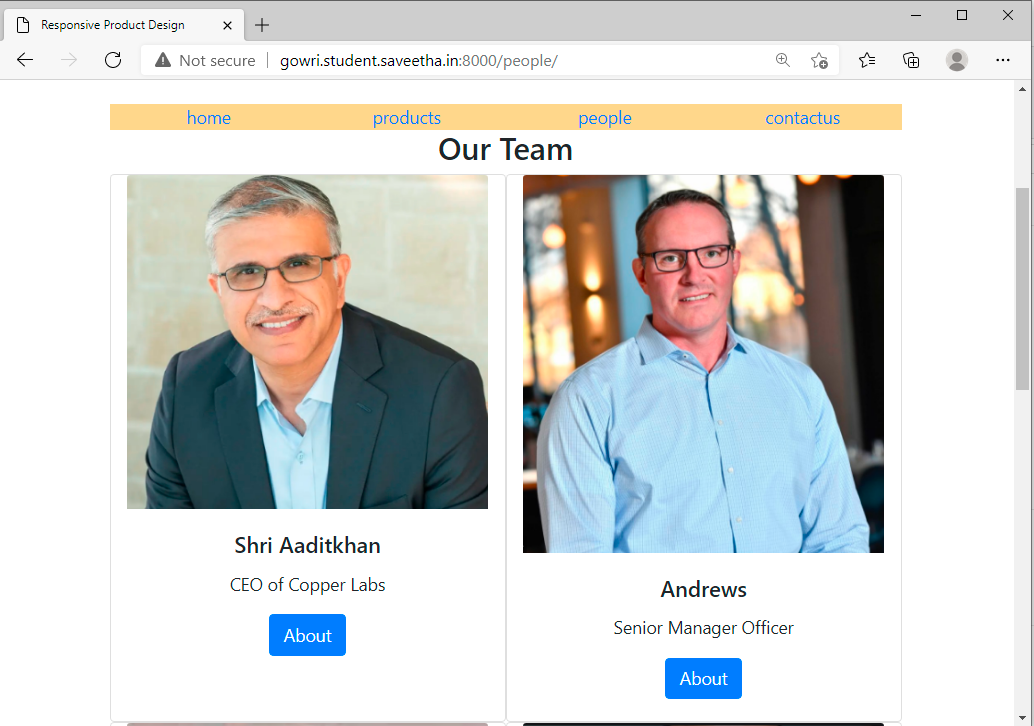 Responsive Product Design
Not secure
gowri.student.saveetha.in:8000/people/
home products people contactus
Our Team
Shri Aaditkhan
CEO of Copper Labs
About
Andrews
Senior Manager Officer
About